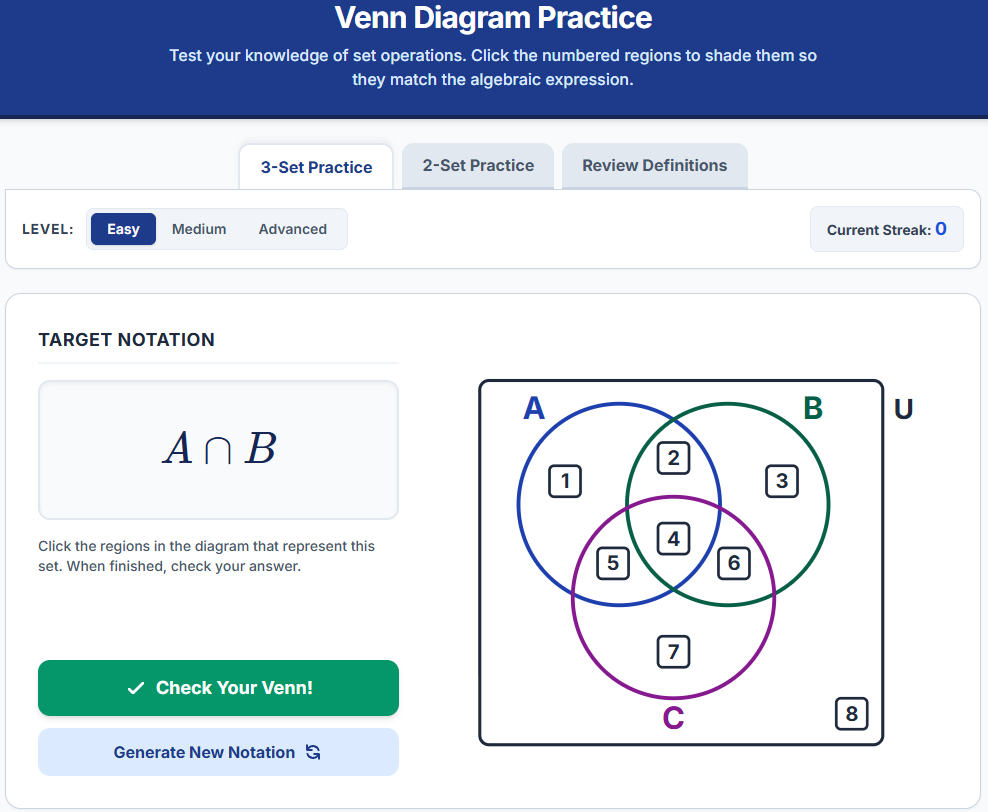 Venn Diagram Practice
Test your knowledge of set operations. Click the numbered regions to shade them so
they match the algebraic expression.
3-Set Practice
2-Set Practice
Review Definitions
LEVEL:
Easy
Medium
Advanced
Current Streak: 0
TARGET NOTATION
A ∩ B
Click the regions in the diagram that represent this
set. When finished, check your answer.
Check Your Venn!
Generate New Notation
A
B
U
1
2
3
4
5
6
7
C
8